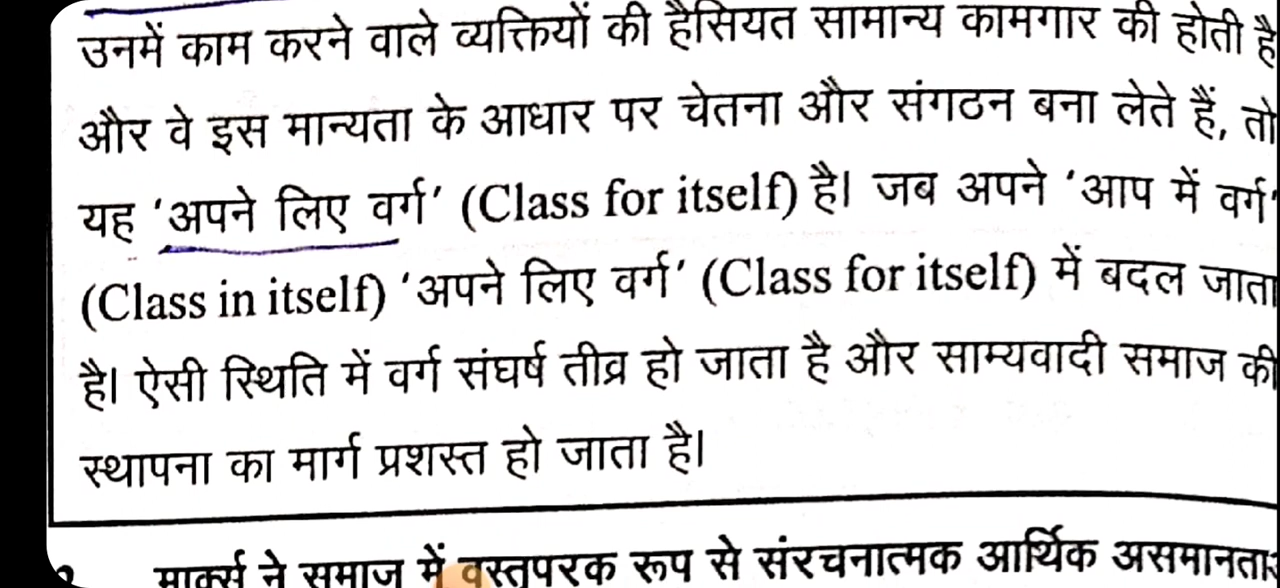 उनमें काम करने वाले व्यक्तियों की हैसियत सामान्य कामगार की होती है
और वे इस मान्यता के आधार पर चेतना और संगठन बना लेते हैं, तो
यह ‘अपने लिए वर्ग’ (Class for itself) है। जब अपने ‘आप में वर्ग’
(Class in itself) ‘अपने लिए वर्ग’ (Class for itself) में बदल जाता
है। ऐसी स्थिति में वर्ग संघर्ष तीव्र हो जाता है और साम्यवादी समाज की
स्थापना का मार्ग प्रशस्त हो जाता है।
मार्क्स ने समाज में वस्तुपरक रूप से संरचनात्मक आर्थिक